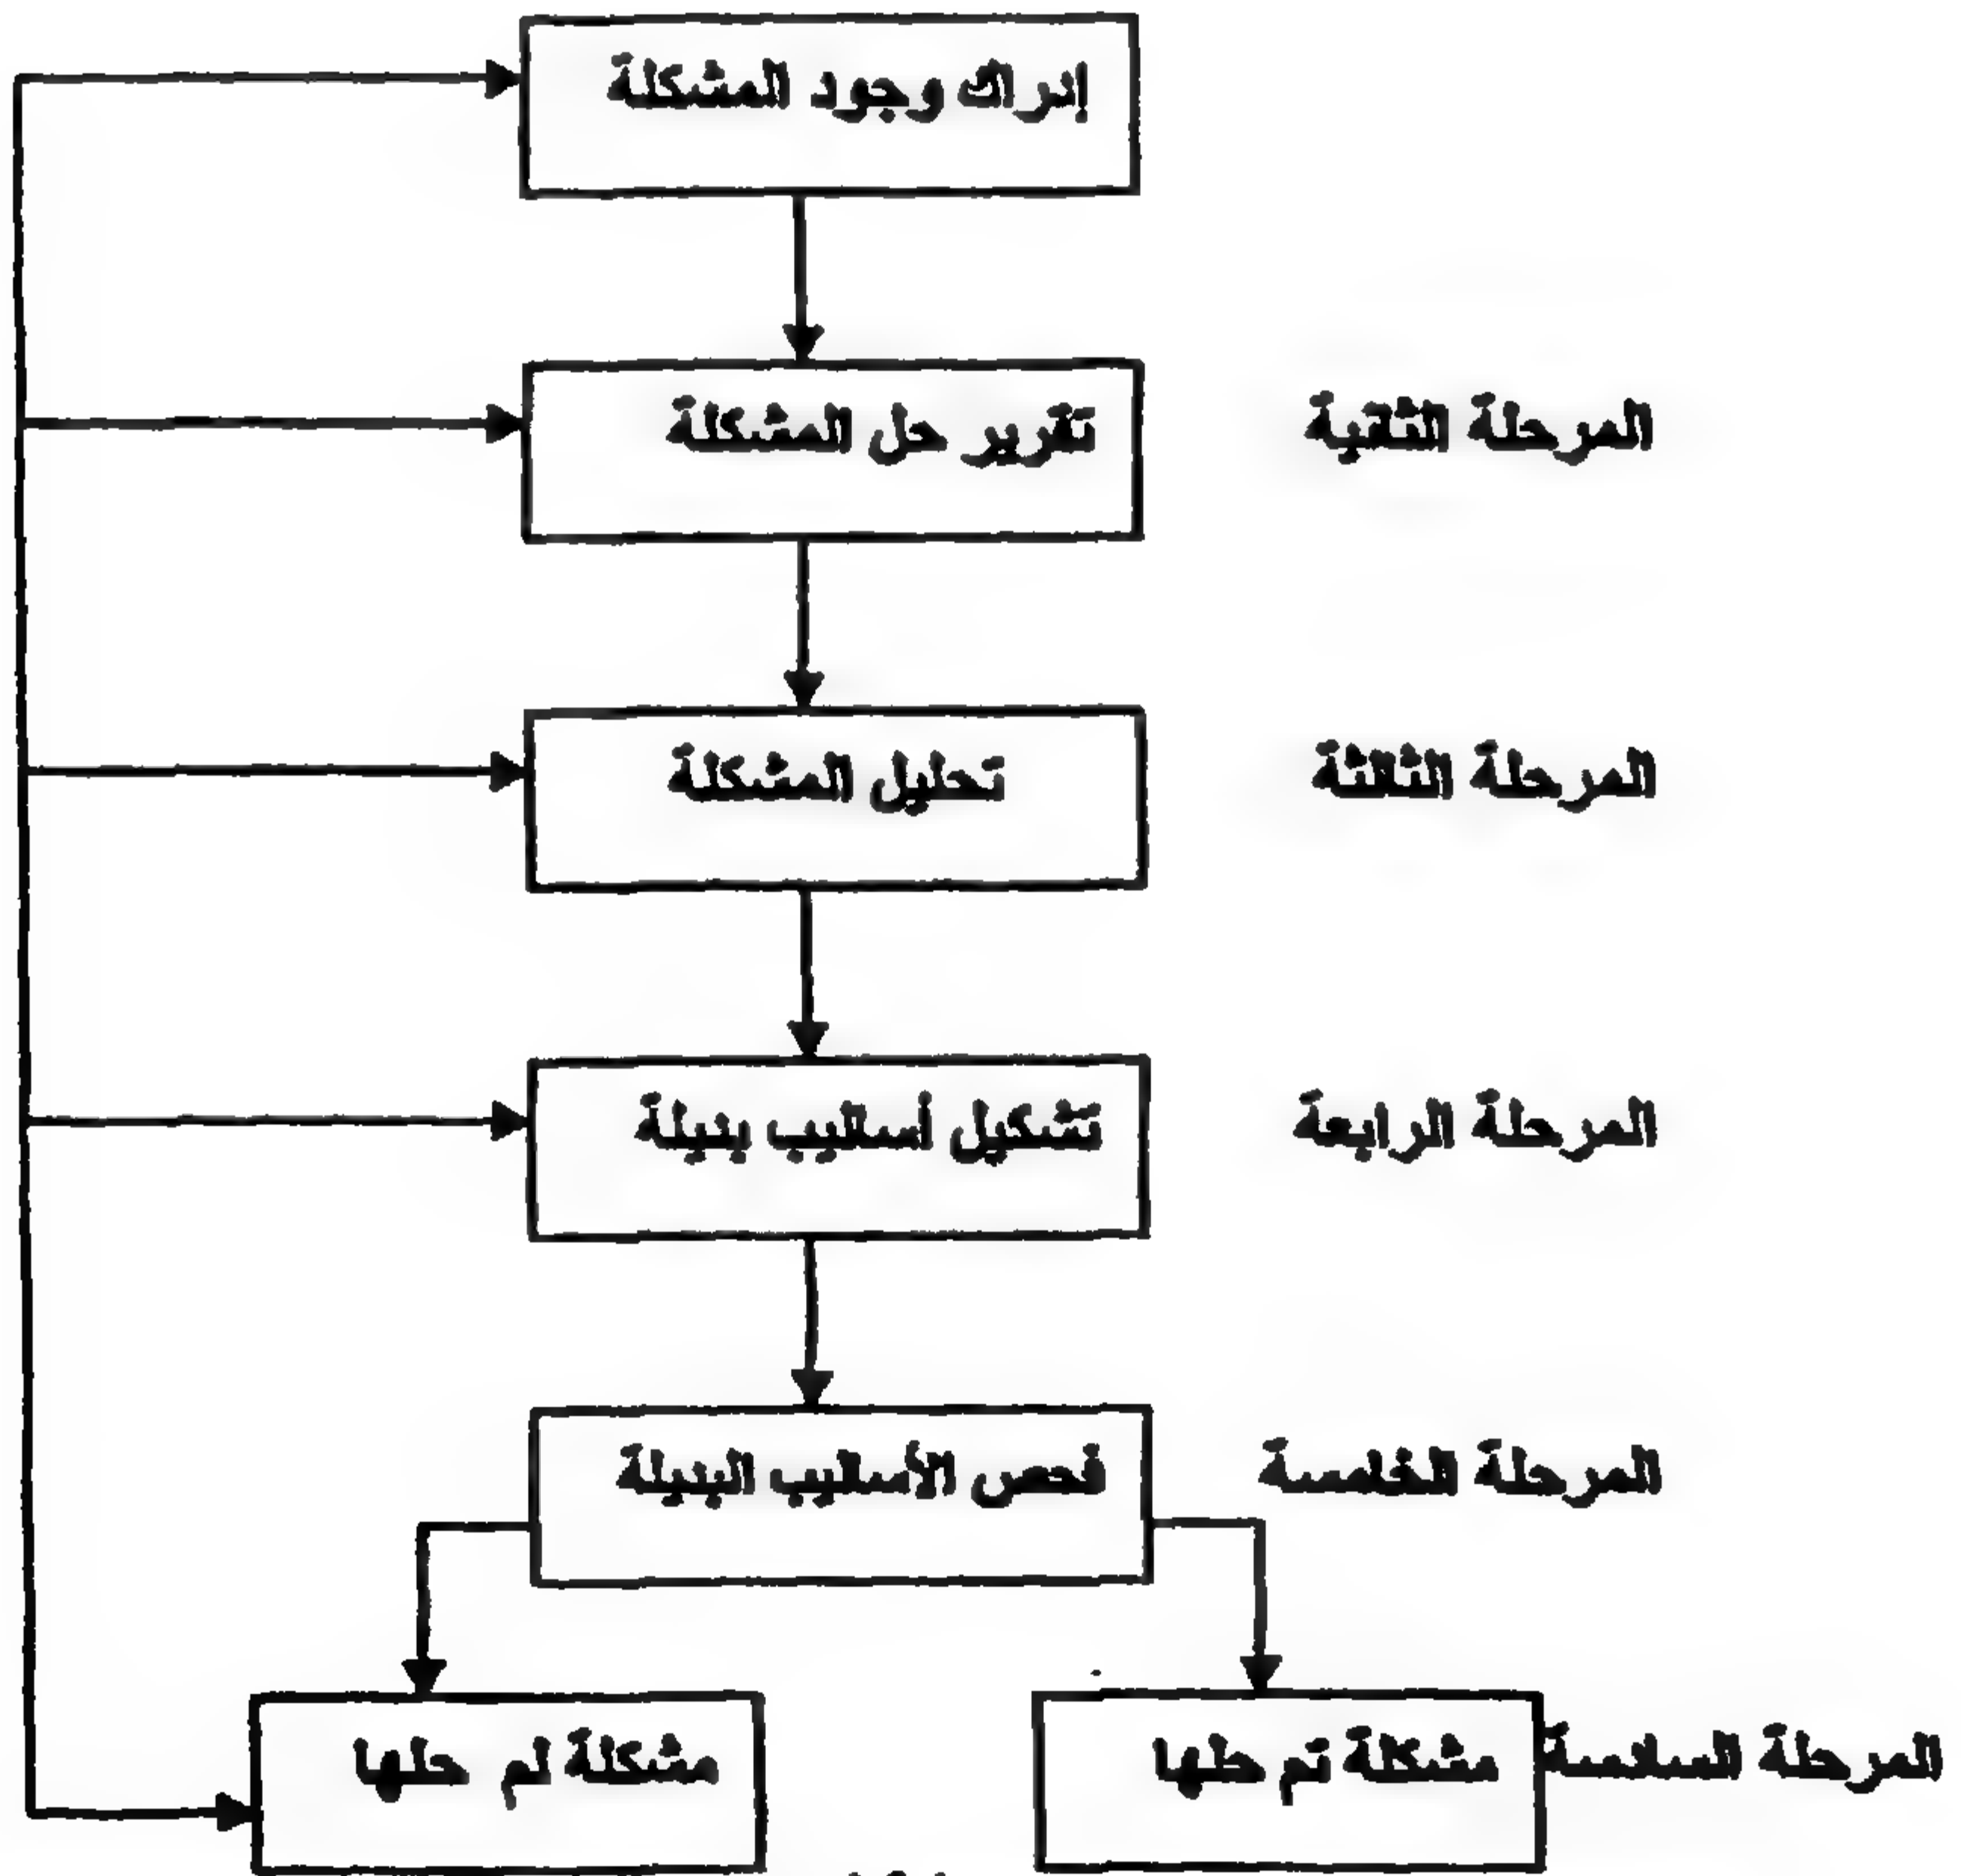 إدراك وجود المشكلة
المرحلة الثانية
تقرير حل المشكلة
المرحلة الثالثة
تحليل المشكلة
المرحلة الرابعة
تشكيل أساليب بديلة
المرحلة الخامسة
فحص الأساليب البديلة
المرحلة السادسة
مشكلة تم حلها
مشكلة لم حلها